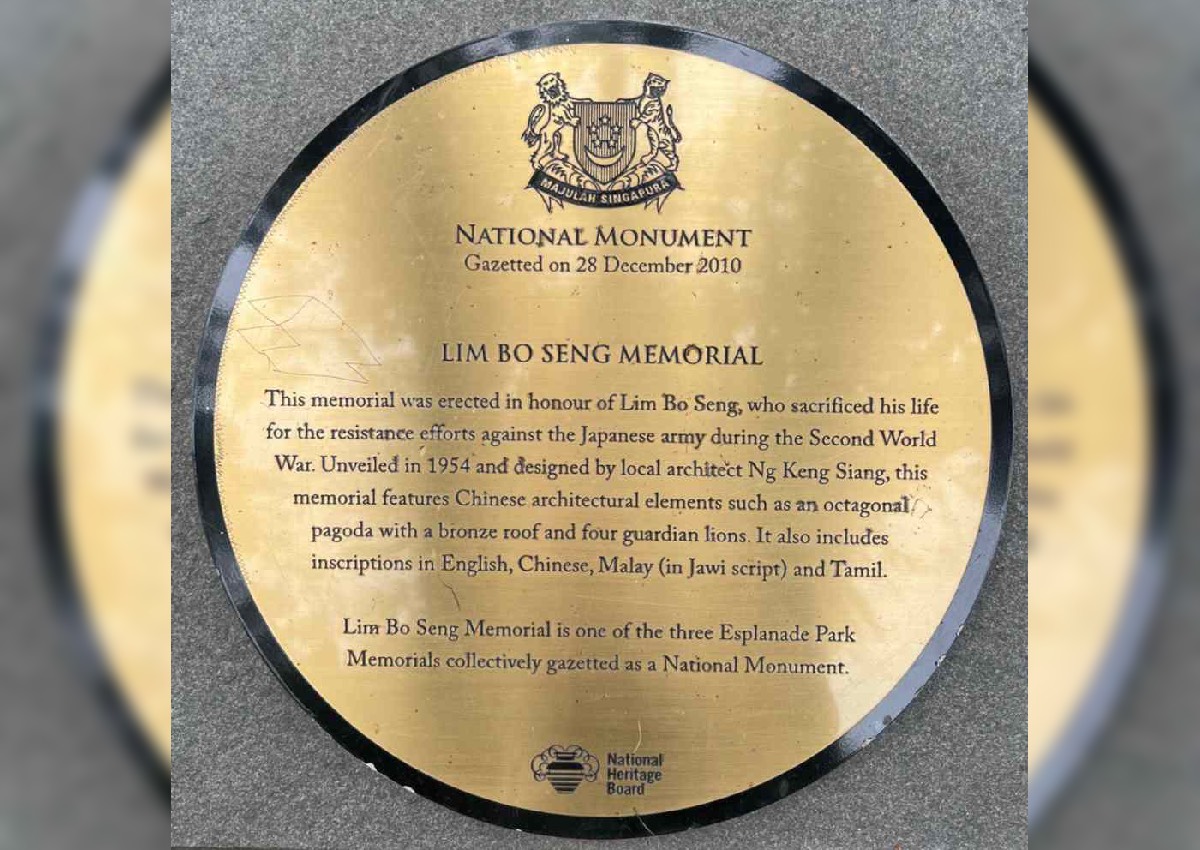 MAJULAH SINGAPURA
NATIONAL MONUMENT
Gazetted on 28 December 2010
LIM BO SENG MEMORIAL
This memorial was erected in honour of Lim Bo Seng, who sacrificed his life
for the resistance efforts against the Japanese army during the Second World
War. Unveiled in 1954 and designed by local architect Ng Keng Siang, this
memorial features Chinese architectural elements such as an octagonal
pagoda with a bronze roof and four guardian lions. It also includes
inscriptions in English, Chinese, Malay (in Jawi script) and Tamil.
Lim Bo Seng Memorial is one of the three Esplanade Park
Memorials collectively gazetted as a National Monument.
National
Heritage
Board